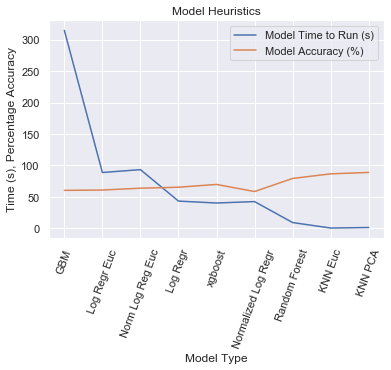 Model Heuristics
Model Time to Run (s)
Model Accuracy (%)
Time (s), Percentage Accuracy
300
250
200
150
100
50
0
GBM
Log Regr Euc
Norm Log Reg Euc
Log Regr
xgboost
Normalized Log Regr
Random Forest
KNN Euc
KNN PCA
Model Type